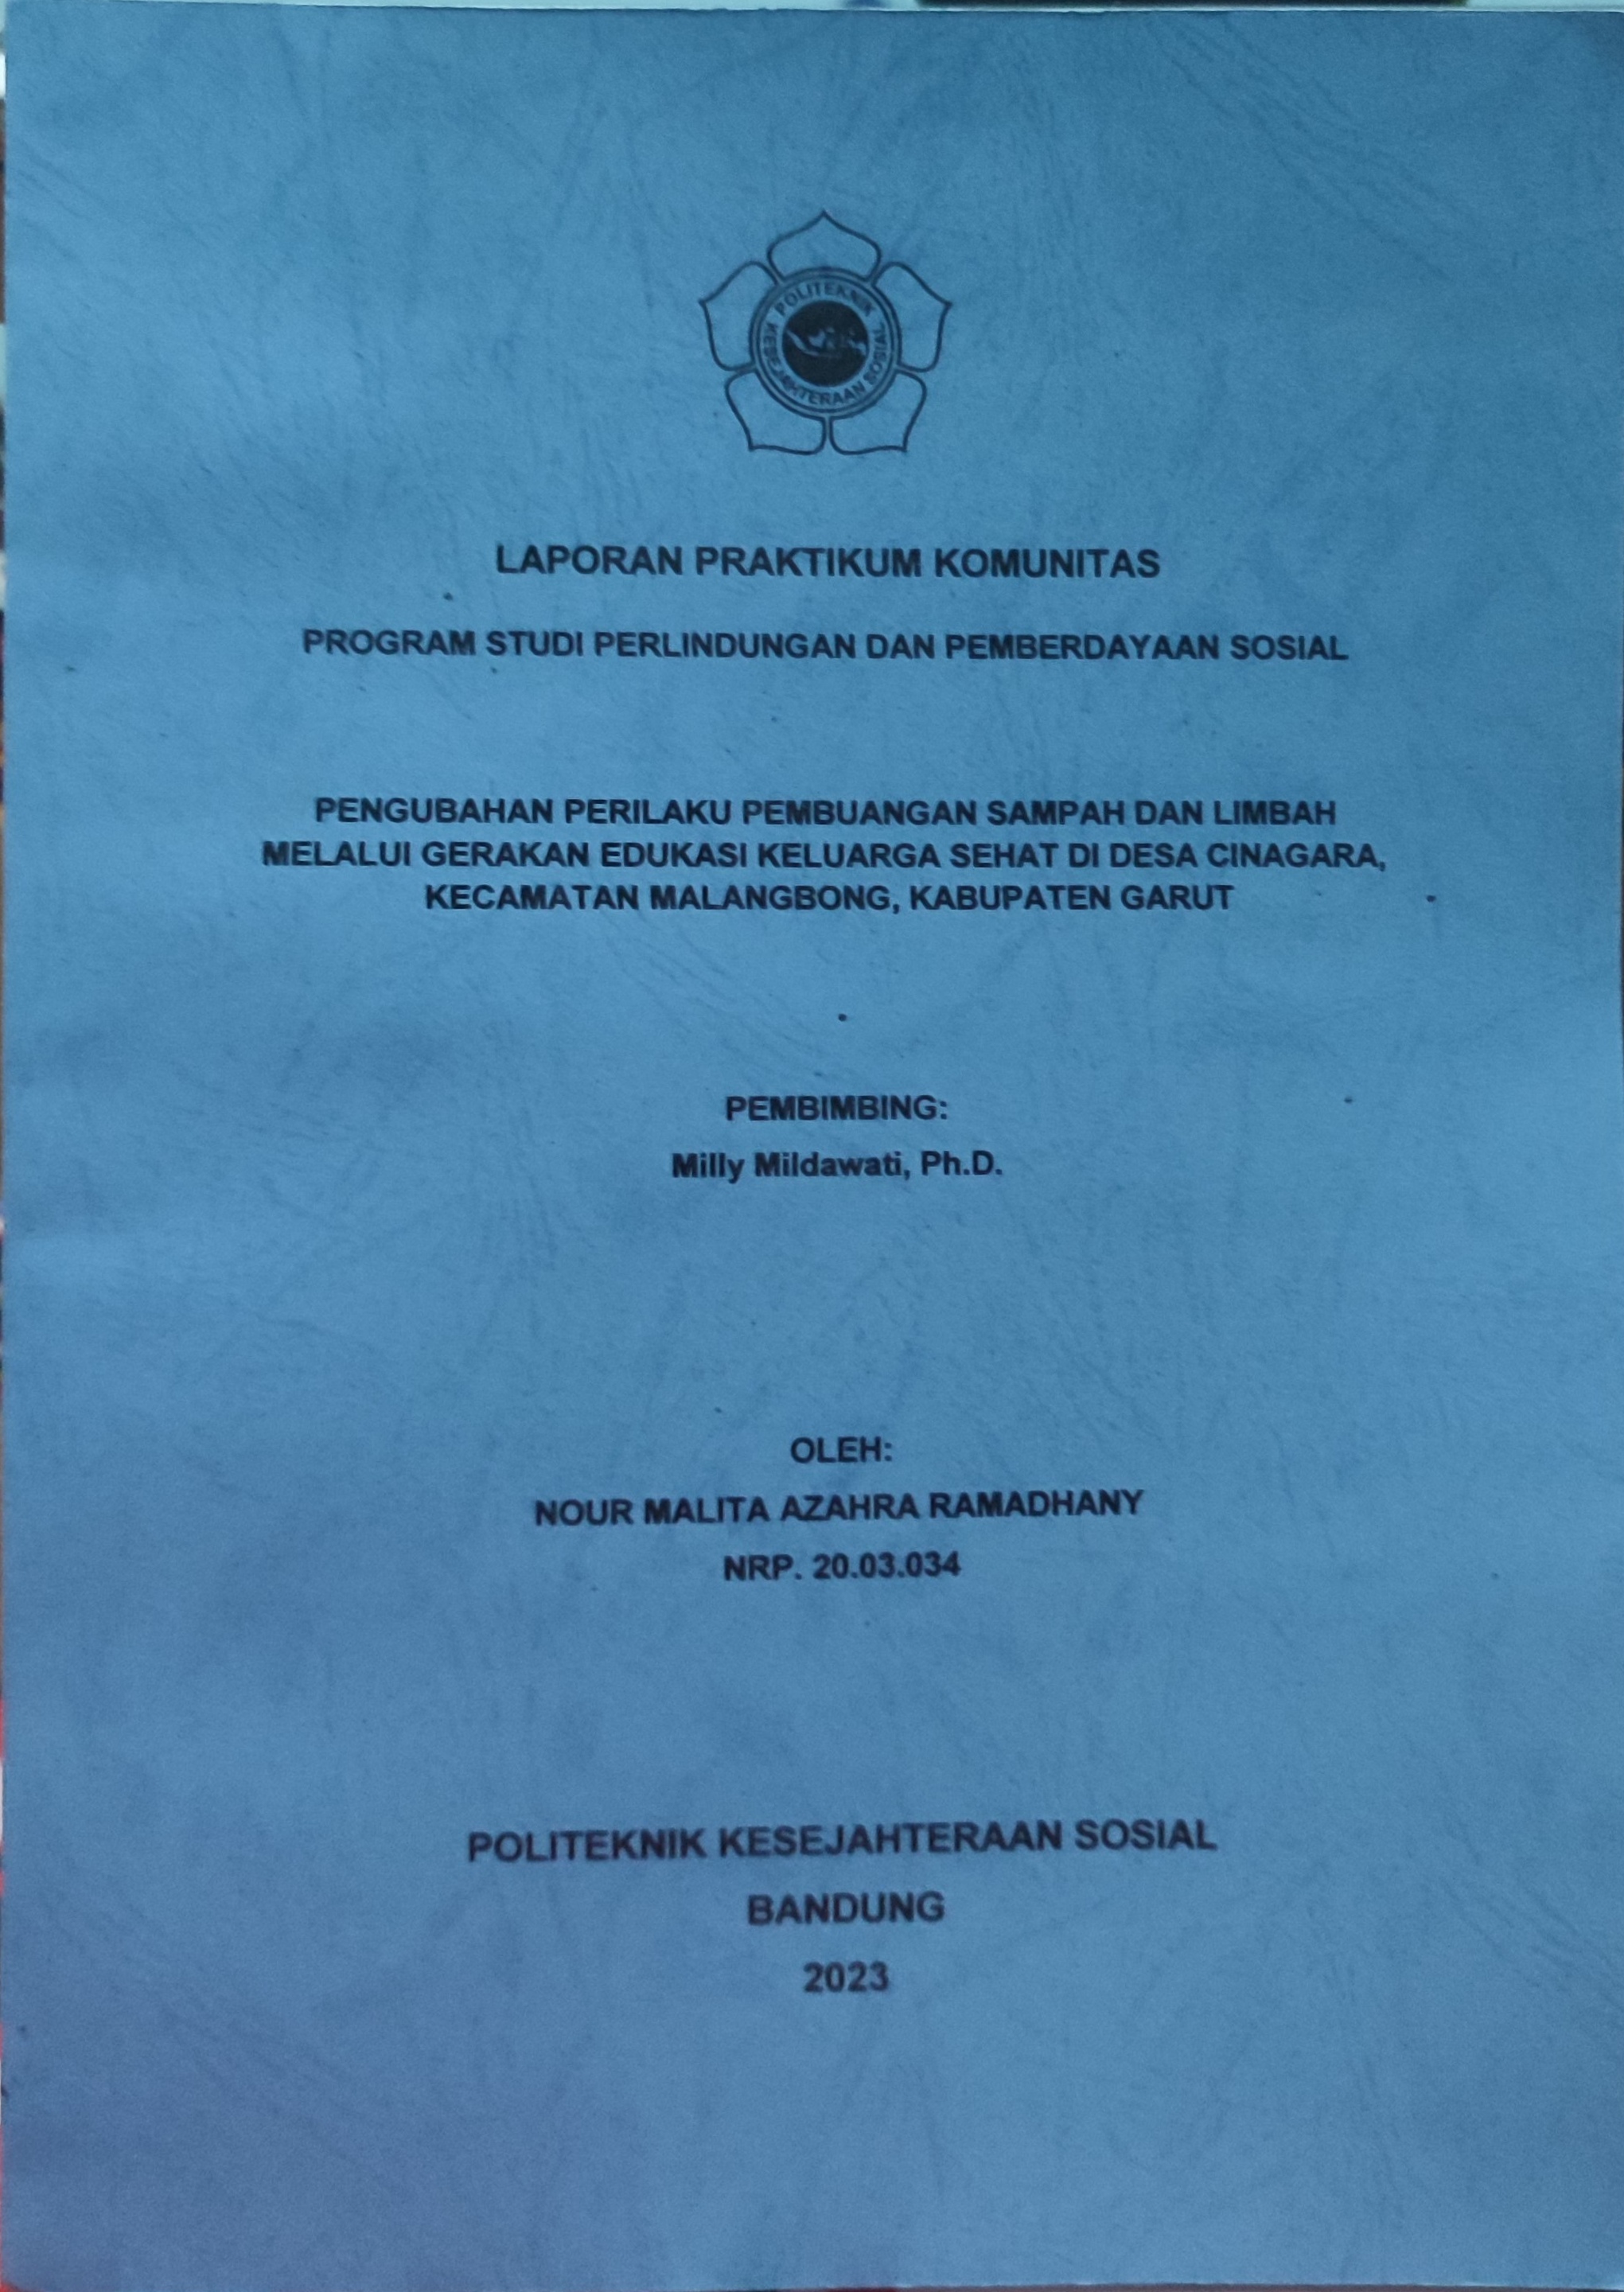 POLITEKNIK
KESEJAHTERAAN SOSIAL
LAPORAN PRAKTIKUM KOMUNITAS
PROGRAM STUDI PERLINDUNGAN DAN PEMBERDAYAAN SOSIAL
PENGUBAHAN PERILAKU PEMBUANGAN SAMPAH DAN LIMBAH
MELALUI GERAKAN EDUKASI KELUARGA SEHAT DI DESA CINAGARA,
KECAMATAN MALANGBONG, KABUPATEN GARUT
PEMBIMBING:
Milly Mildawati, Ph.D.
OLEH:
NOUR MALITA AZAHRA RAMADHANY
NRP. 20.03.034
POLITEKNIK KESEJAHTERAAN SOSIAL
BANDUNG
2023